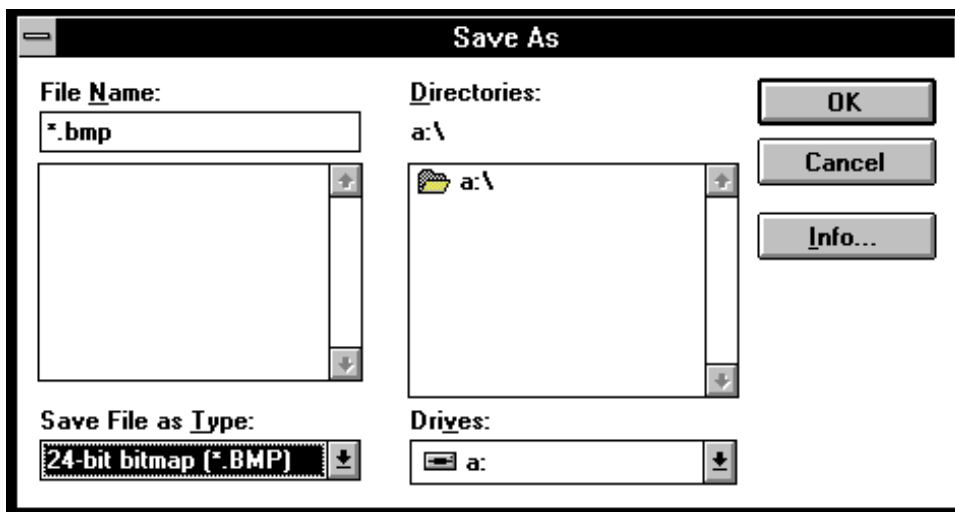 Save As
File Name:
*.bmp
Directories:
a:\
a:\
OK
Cancel
Info...
Save File as Type:
24-bit bitmap (*.BMP)
Drives:
a: